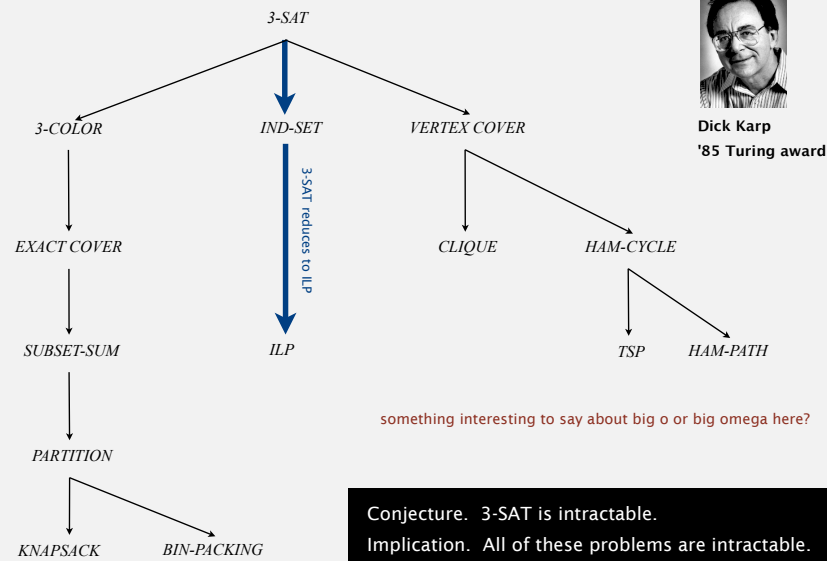 3-SAT
Dick Karp
'85 Turing award
3-COLOR
IND-SET
VERTEX COVER
3-SAT reduces to ILP
EXACT COVER
CLIQUE
HAM-CYCLE
SUBSET-SUM
ILP
TSP
HAM-PATH
something interesting to say about big o or big omega here?
PARTITION
Conjecture. 3-SAT is intractable.
Implication. All of these problems are intractable.
KNAPSACK
BIN-PACKING